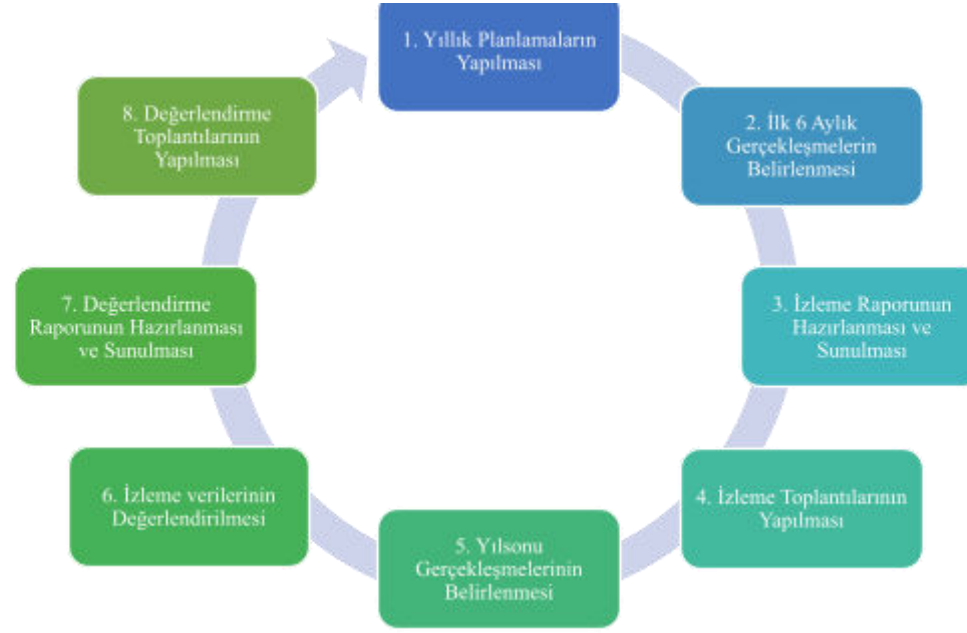 1. Yıllık Planlamaların
Yapılması
2. İlk 6 Aylık
Gerçekleşmelerin
Belirlenmesi
3. İzleme Raporunun
Hazırlanması ve
Sunulması
4. İzleme Toplantılarının
Yapılması
5. Yılsonu
Gerçekleşmelerinin
Belirlenmesi
6. İzleme verilerinin
Değerlendirilmesi
7. Değerlendirme
Raporunun Hazırlanması
ve Sunulması
8. Değerlendirme
Toplantılarının
Yapılması